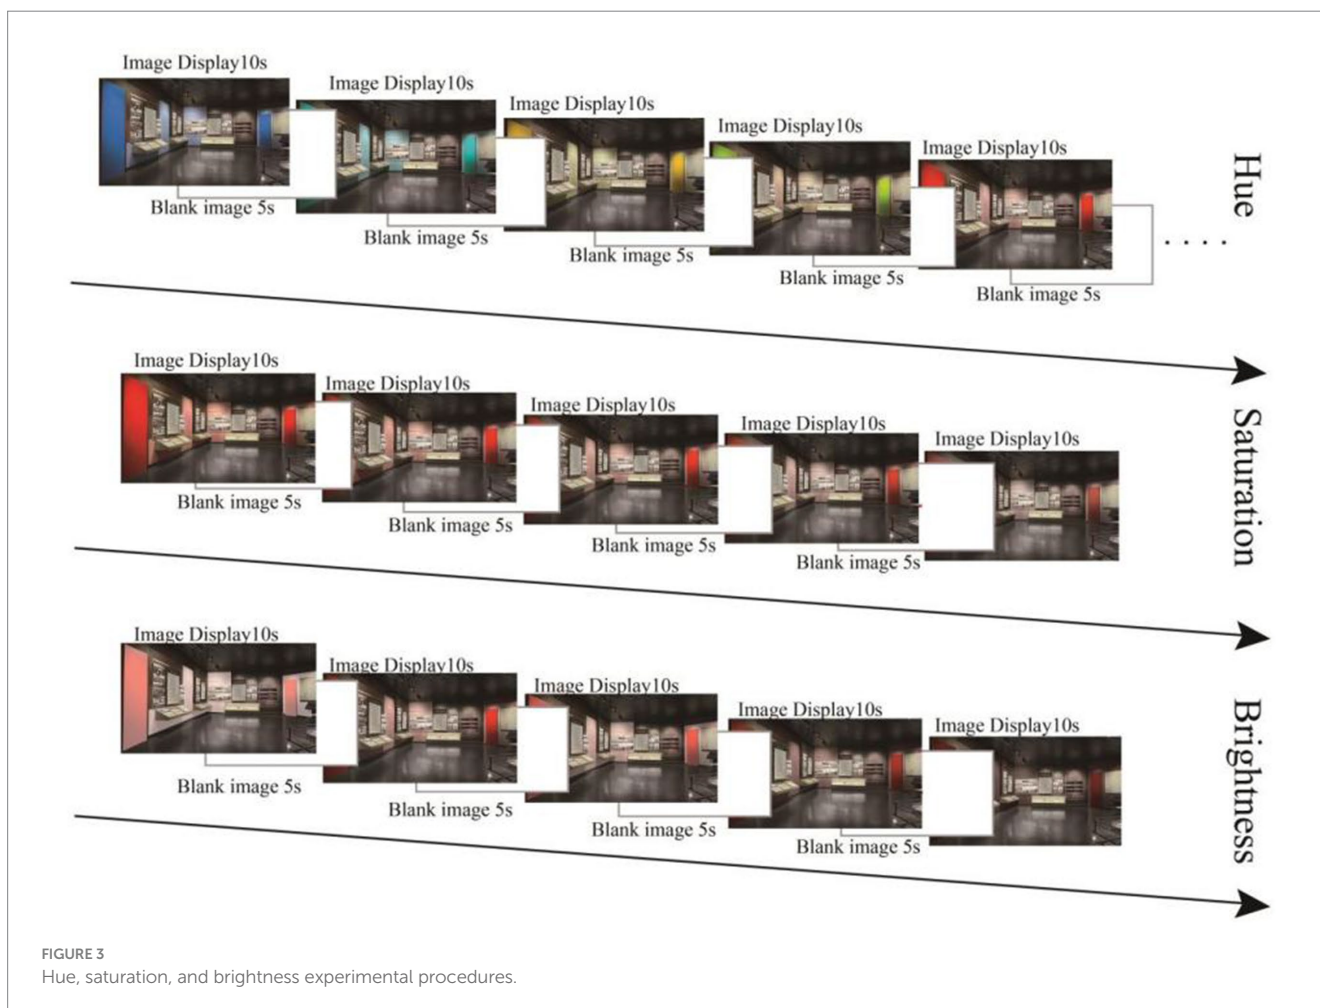 Image Display10s
Image Display10s
Image Display10s
Image Display10s
Image Display10s
Blank image 5s
Blank image 5s
Blank image 5s
Blank image 5s
Blank image 5s
. . . .
Hue
Image Display10s
Image Display10s
Image Display10s
Image Display10s
Image Display10s
Blank image 5s
Blank image 5s
Blank image 5s
Blank image 5s
Saturation
Image Display10s
Image Display10s
Image Display10s
Image Display10s
Image Display10s
Blank image 5s
Blank image 5s
Blank image 5s
Blank image 5s
Brightness
FIGURE 3
Hue, saturation, and brightness experimental procedures.